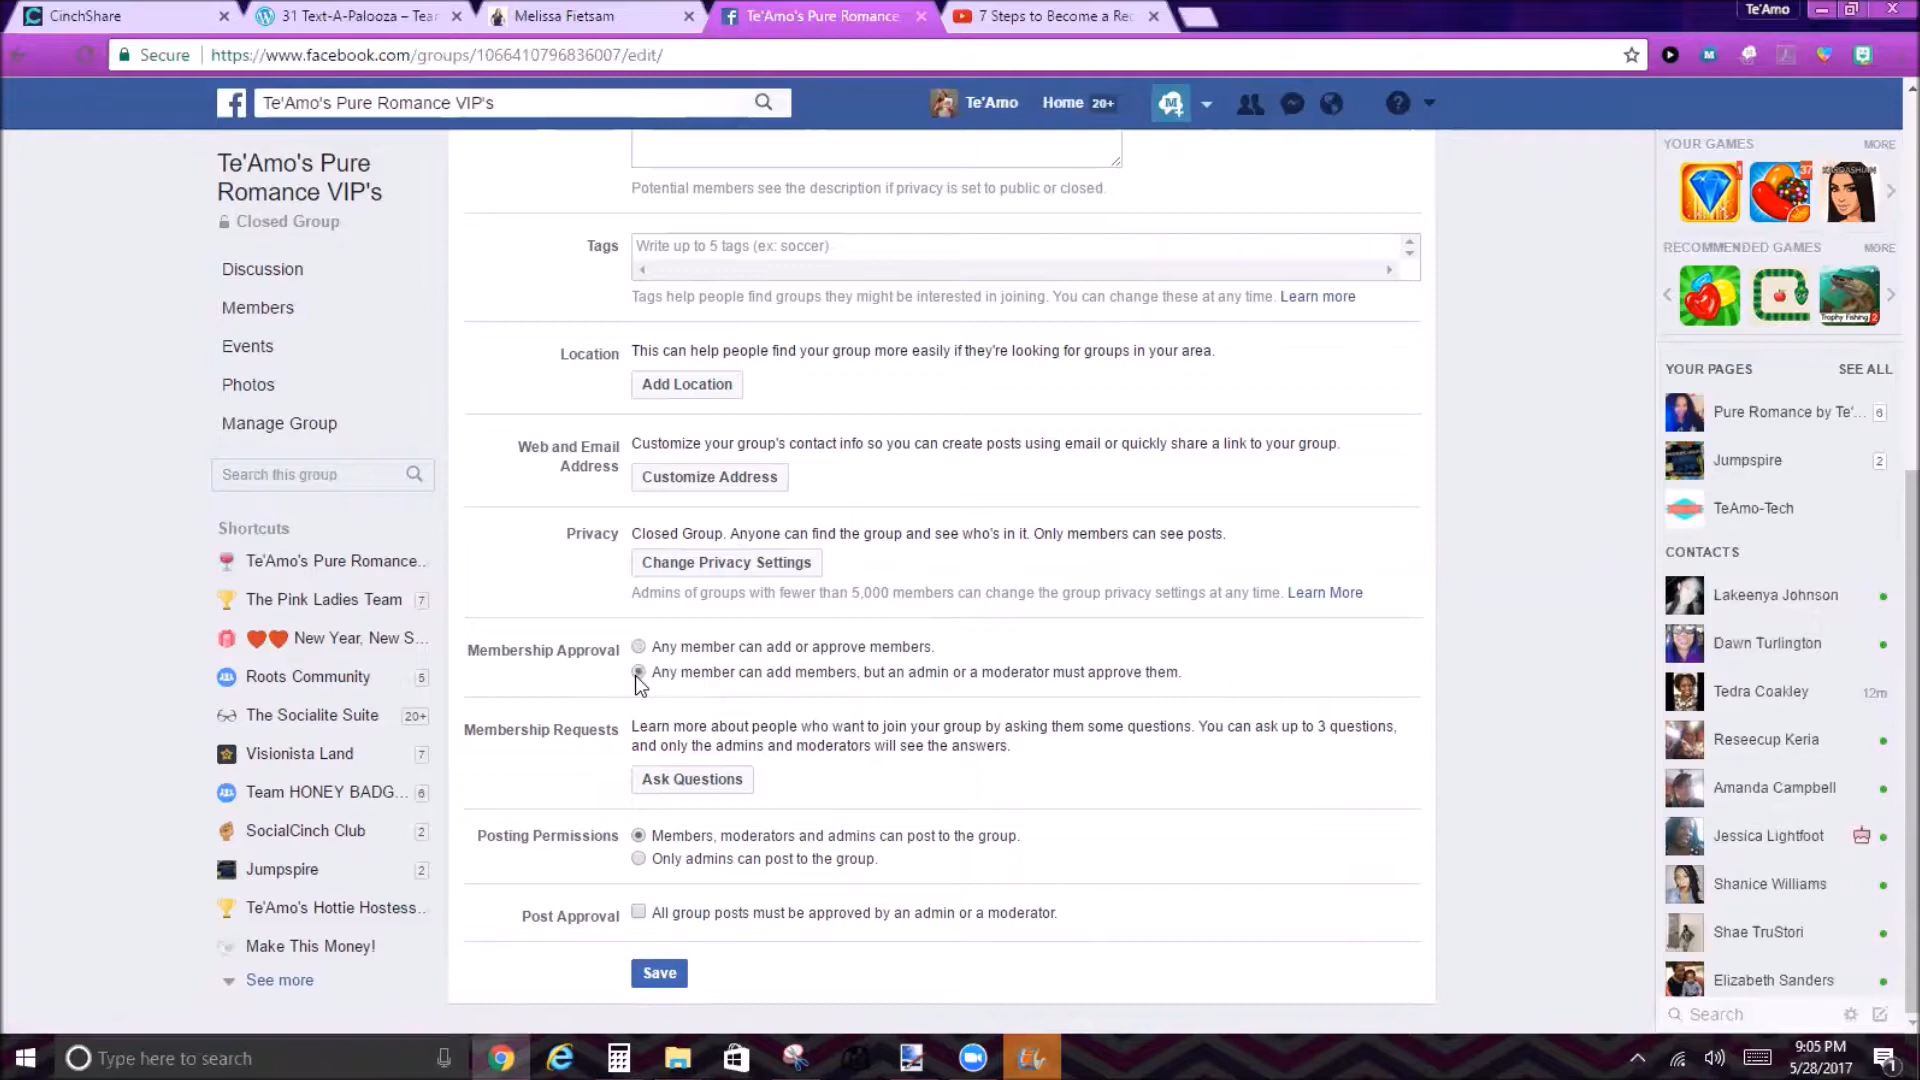 CinchShare
31 Text-A-Palooza – Tear
Melissa Fietsam
Te'Amo's Pure Romance
7 Steps to Become a Rec
Te'Amo
Secure
https://www.facebook.com/groups/1066410796836007/edit/
Te'Amo's Pure Romance VIP's
Te'Amo
Home 20+
Te'Amo's Pure
Romance VIP's
Closed Group
Discussion
Members
Events
Photos
Manage Group
Search this group
Shortcuts
Te'Amo's Pure Romance...
The Pink Ladies Team 7
New Year, New S...
Roots Community 5
The Socialite Suite 20+
Visionista Land 7
Team HONEY BADG... 6
SocialCinch Club 2
Jumpspire 2
Te'Amo's Hottie Hostess...
Make This Money!
See more
Potential members see the description if privacy is set to public or closed.
Tags
Write up to 5 tags (ex: soccer)
Tags help people find groups they might be interested in joining. You can change these at any time. Learn more
Location
This can help people find your group more easily if they're looking for groups in your area.
Add Location
Web and Email
Address
Customize your group's contact info so you can create posts using email or quickly share a link to your group.
Customize Address
Privacy
Closed Group. Anyone can find the group and see who's in it. Only members can see posts.
Change Privacy Settings
Admins of groups with fewer than 5,000 members can change the group privacy settings at any time. Learn More
Membership Approval
Any member can add or approve members.
Any member can add members, but an admin or a moderator must approve them.
Membership Requests
Learn more about people who want to join your group by asking them some questions. You can ask up to 3 questions,
and only the admins and moderators will see the answers.
Ask Questions
Posting Permissions
Members, moderators and admins can post to the group.
Only admins can post to the group.
Post Approval
All group posts must be approved by an admin or a moderator.
Save
YOUR GAMES MORE
1
37
KARDASHIAN
RECOMMENDED GAMES MORE
Trophy Fishing 2
YOUR PAGES SEE ALL
Pure Romance by Te'... 6
Jumpspire 2
TeAmo-Tech
CONTACTS
Lakeenya Johnson
Dawn Turlington
Tedra Coakley 12m
Reseecup Keria
Amanda Campbell
Jessica Lightfoot
Shanice Williams
Shae TruStori
Elizabeth Sanders
Search
Type here to search
9:05 PM
5/28/2017
1